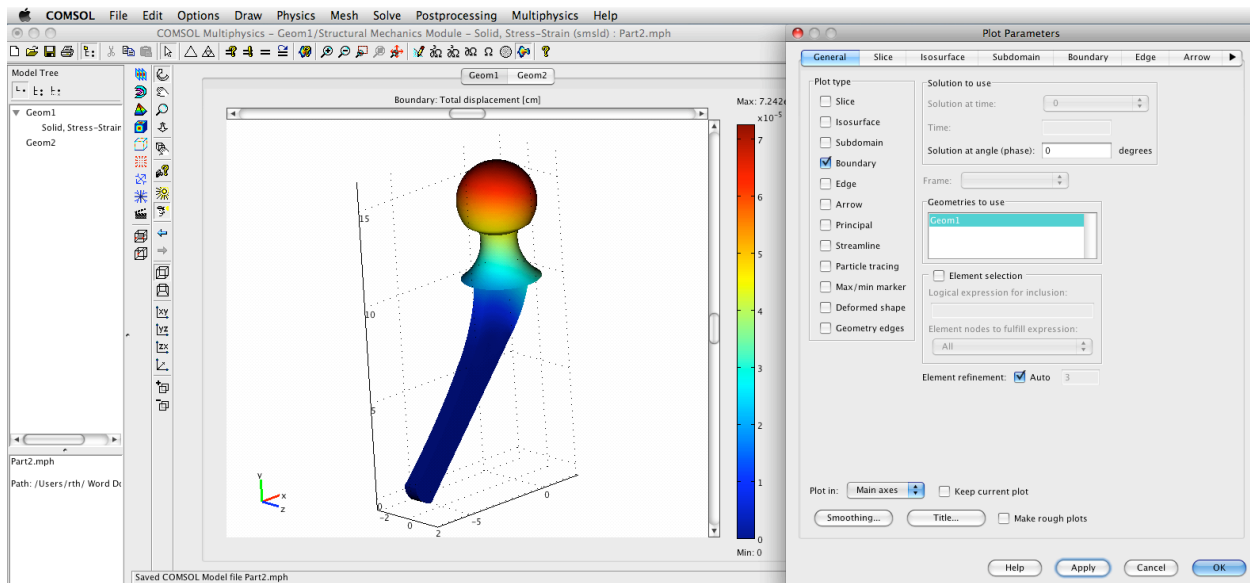 COMSOL File Edit Options Draw Physics Mesh Solve Postprocessing Multiphysics Help
COMSOL Multiphysics - Geom1/Structural Mechanics Module - Solid, Stress-Strain (smsld) : Part2.mph
Model Tree
Geom1
Solid, Stress-Strain
Geom2
Part2.mph
Path: /Users/rth/ Word Do
xy
yz
zx
Geom1 Geom2
Boundary: Total displacement [cm]
Max: 7.242e
×10⁻⁵
7
6
5
4
3
2
1
0
Min: 0
15
10
5
0
-2
0
2
-5
0
y
x
z
Saved COMSOL Model file Part2.mph
Plot Parameters
General Slice Isosurface Subdomain Boundary Edge Arrow
Plot type
Slice
Isosurface
Subdomain
Boundary
Edge
Arrow
Principal
Streamline
Particle tracing
Max/min marker
Deformed shape
Geometry edges
Solution to use
Solution at time: 0
Time:
Solution at angle (phase): 0 degrees
Frame:
Geometries to use
Geom1
Element selection
Logical expression for inclusion:
Element nodes to fulfill expression:
All
Element refinement: Auto 3
Plot in: Main axes Keep current plot
Smoothing... Title... Make rough plots
Help Apply Cancel OK